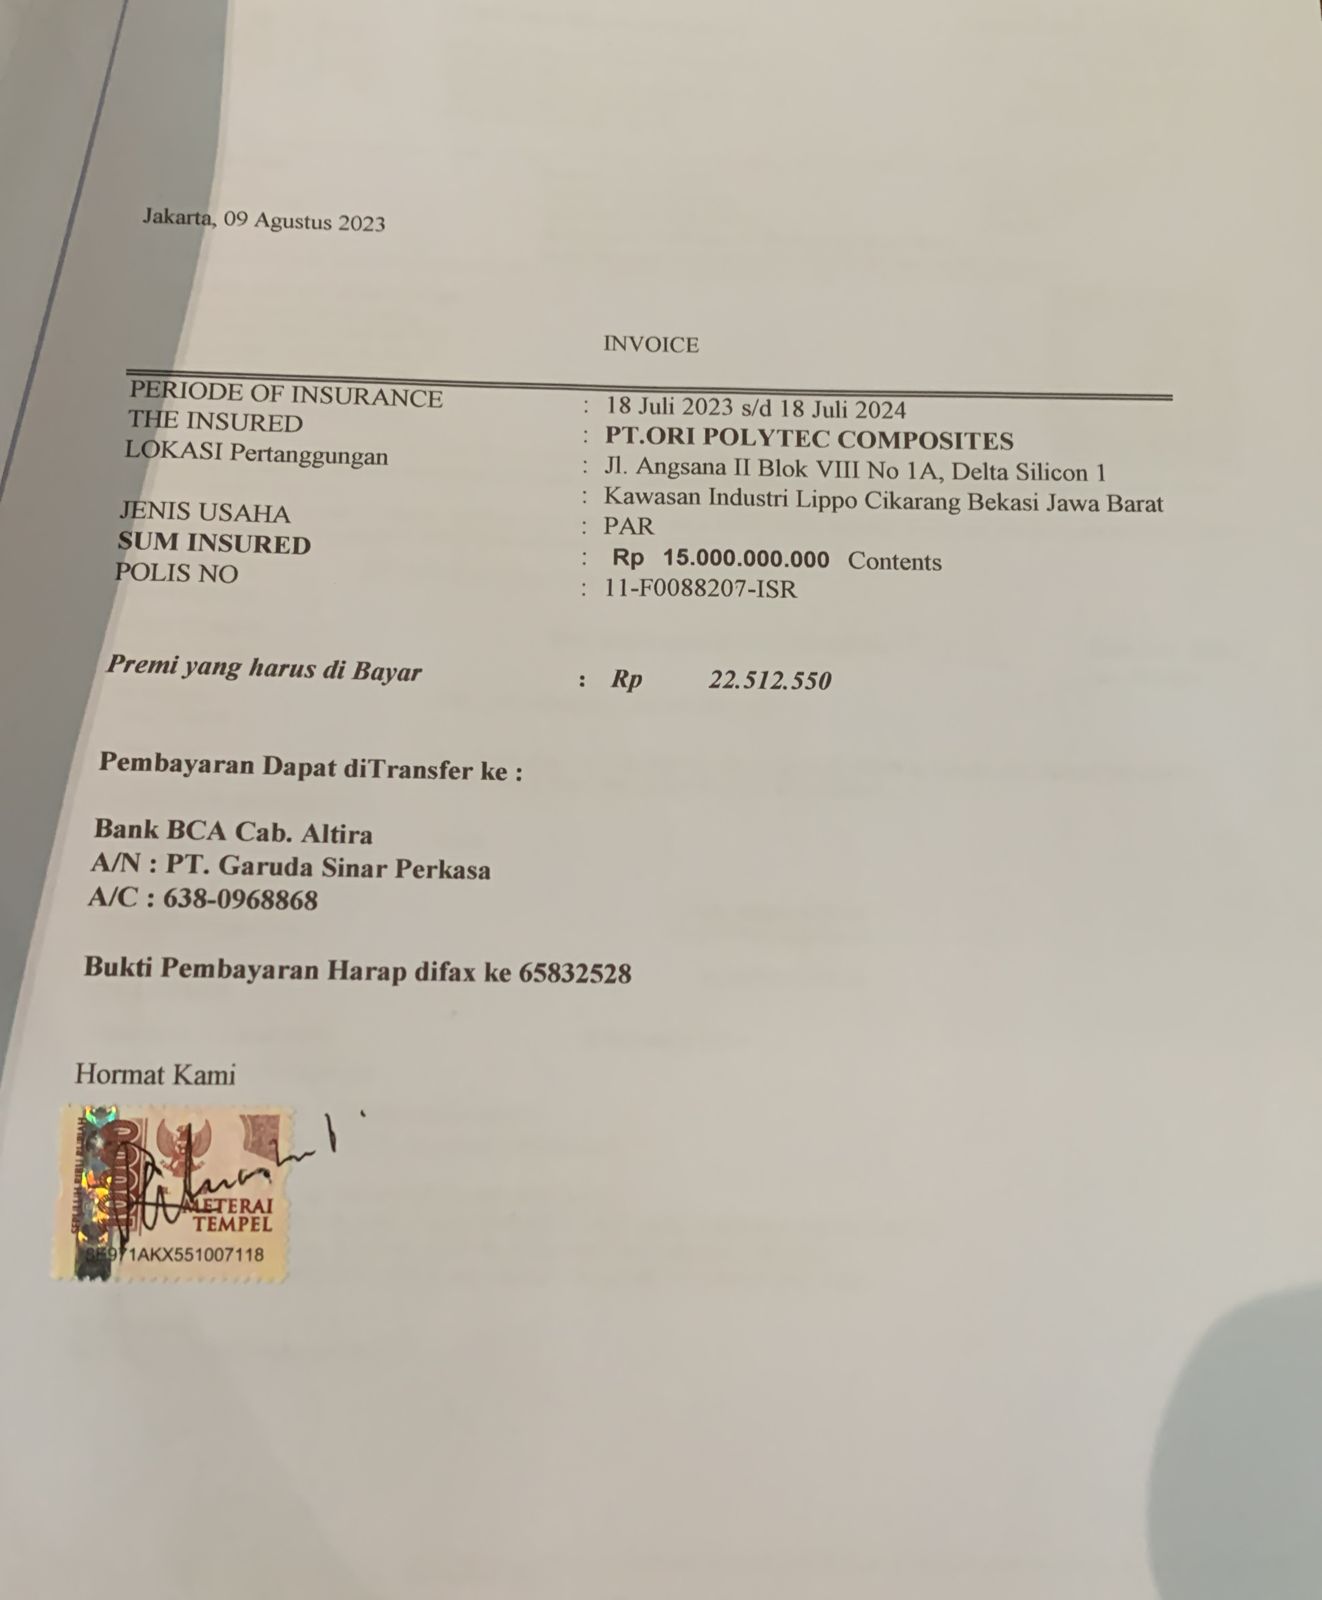 Jakarta, 09 Agustus 2023
INVOICE
PERIODE OF INSURANCE : 18 Juli 2023 s/d 18 Juli 2024
THE INSURED : PT.ORI POLYTEC COMPOSITES
LOKASI Pertanggungan : Jl. Angsana II Blok VIII No 1A, Delta Silicon 1
: Kawasan Industri Lippo Cikarang Bekasi Jawa Barat
JENIS USAHA : PAR
SUM INSURED : Rp 15.000.000.000 Contents
POLIS NO : 11-F0088207-ISR
Premi yang harus di Bayar : Rp 22.512.550
Pembayaran Dapat diTransfer ke :
Bank BCA Cab. Altira
A/N : PT. Garuda Sinar Perkasa
A/C : 638-0968868
Bukti Pembayaran Harap difax ke 65832528
Hormat Kami
METERAI
TEMPEL